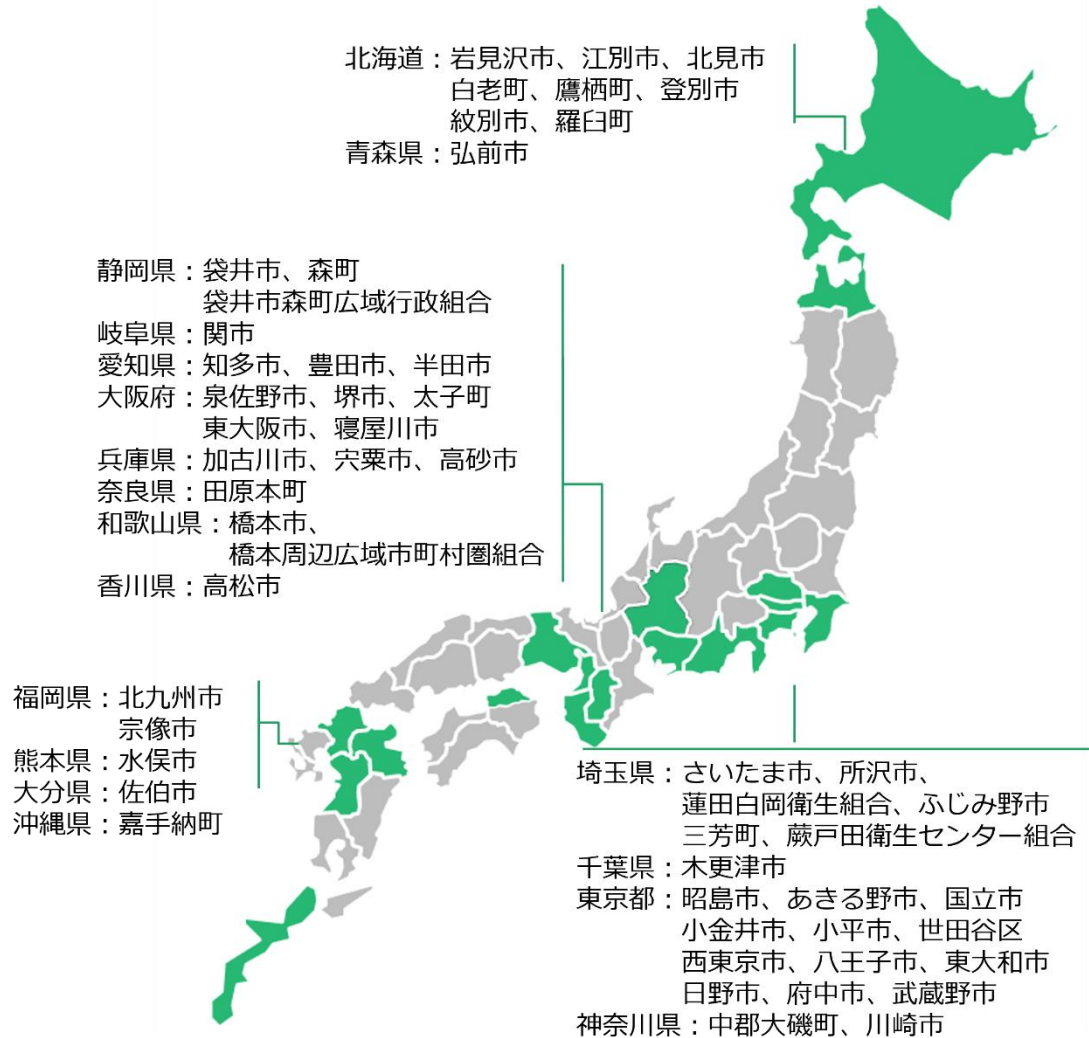 北海道：岩見沢市、江別市、北見市
白老町、鷹栖町、登別市
紋別市、羅臼町
青森県：弘前市
静岡県：袋井市、森町
袋井市森町広域行政組合
岐阜県：関市
愛知県：知多市、豊田市、半田市
大阪府：泉佐野市、堺市、太子町
東大阪市、寝屋川市
兵庫県：加古川市、宍粟市、高砂市
奈良県：田原本町
和歌山県：橋本市、
橋本周辺広域市町村圏組合
香川県：高松市
福岡県：北九州市
宗像市
熊本県：水俣市
大分県：佐伯市
沖縄県：嘉手納町
埼玉県：さいたま市、所沢市、
蓮田白岡衛生組合、ふじみ野市
三芳町、蕨戸田衛生センター組合
千葉県：木更津市
東京都：昭島市、あきる野市、国立市
小金井市、小平市、世田谷区
西東京市、八王子市、東大和市
日野市、府中市、武蔵野市
神奈川県：中郡大磯町、川崎市